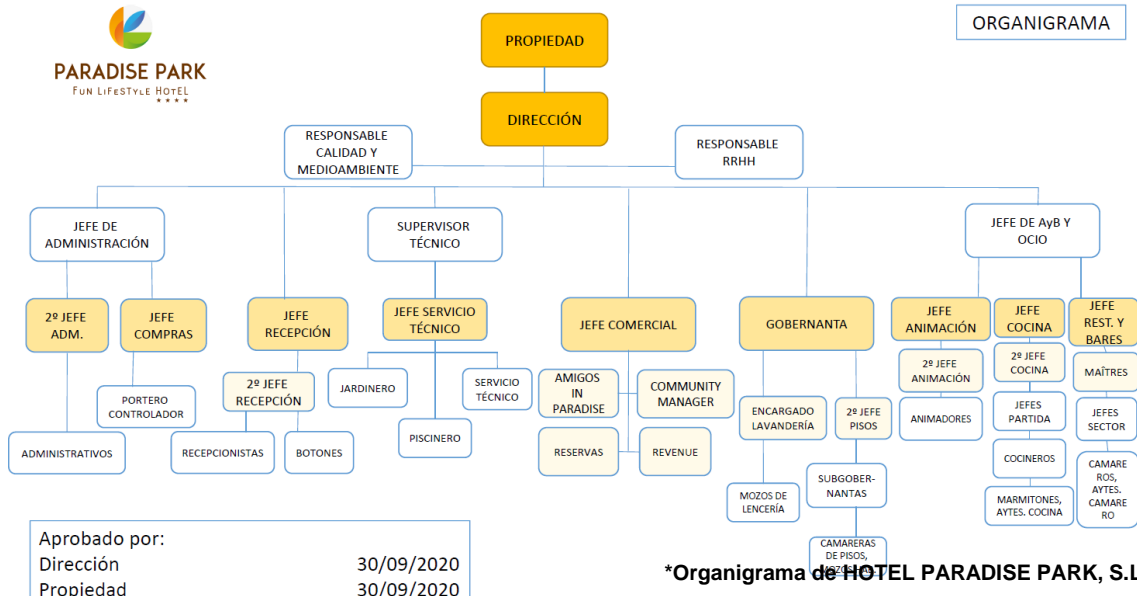 ORGANIGRAMA
PARADISE PARK
FUN LIFESTYLE HOTEL
PROPIEDAD
DIRECCIÓN
RESPONSABLE
CALIDAD Y
MEDIOAMBIENTE
RESPONSABLE
RRHH
JEFE DE
ADMINISTRACIÓN
SUPERVISOR
TÉCNICO
JEFE DE AyB Y
OCIO
2º JEFE
ADM.
JEFE
COMPRAS
JEFE
RECEPCIÓN
JEFE SERVICIO
TÉCNICO
JEFE COMERCIAL
GOBERNANTA
JEFE
ANIMACIÓN
JEFE
COCINA
JEFE
REST. Y
BARES
PORTERO
CONTROLADOR
2º JEFE
RECEPCIÓN
JARDINERO
SERVICIO
TÉCNICO
AMIGOS
IN
PARADISE
COMMUNITY
MANAGER
ENCARGADO
LAVANDERÍA
2º JEFE
PISOS
2º JEFE
ANIMACIÓN
2º JEFE
COCINA
MAÎTRES
ADMINISTRATIVOS
RECEPCIONISTAS
BOTONES
PISCINERO
RESERVAS
REVENUE
ANIMADORES
JEFES
PARTIDA
JEFES
SECTOR
MOZOS DE
LENCERÍA
SUBGOBER-
NANTAS
COCINEROS
MARMITONES,
AYTES. COCINA
CAMARE
ROS,
AYTES.
CAMARE
RO
CAMARERAS
DE PISOS,
Aprobado por:
Dirección 30/09/2020
Propiedad 30/09/2020
*Organigrama de HOTEL PARADISE PARK, S.L